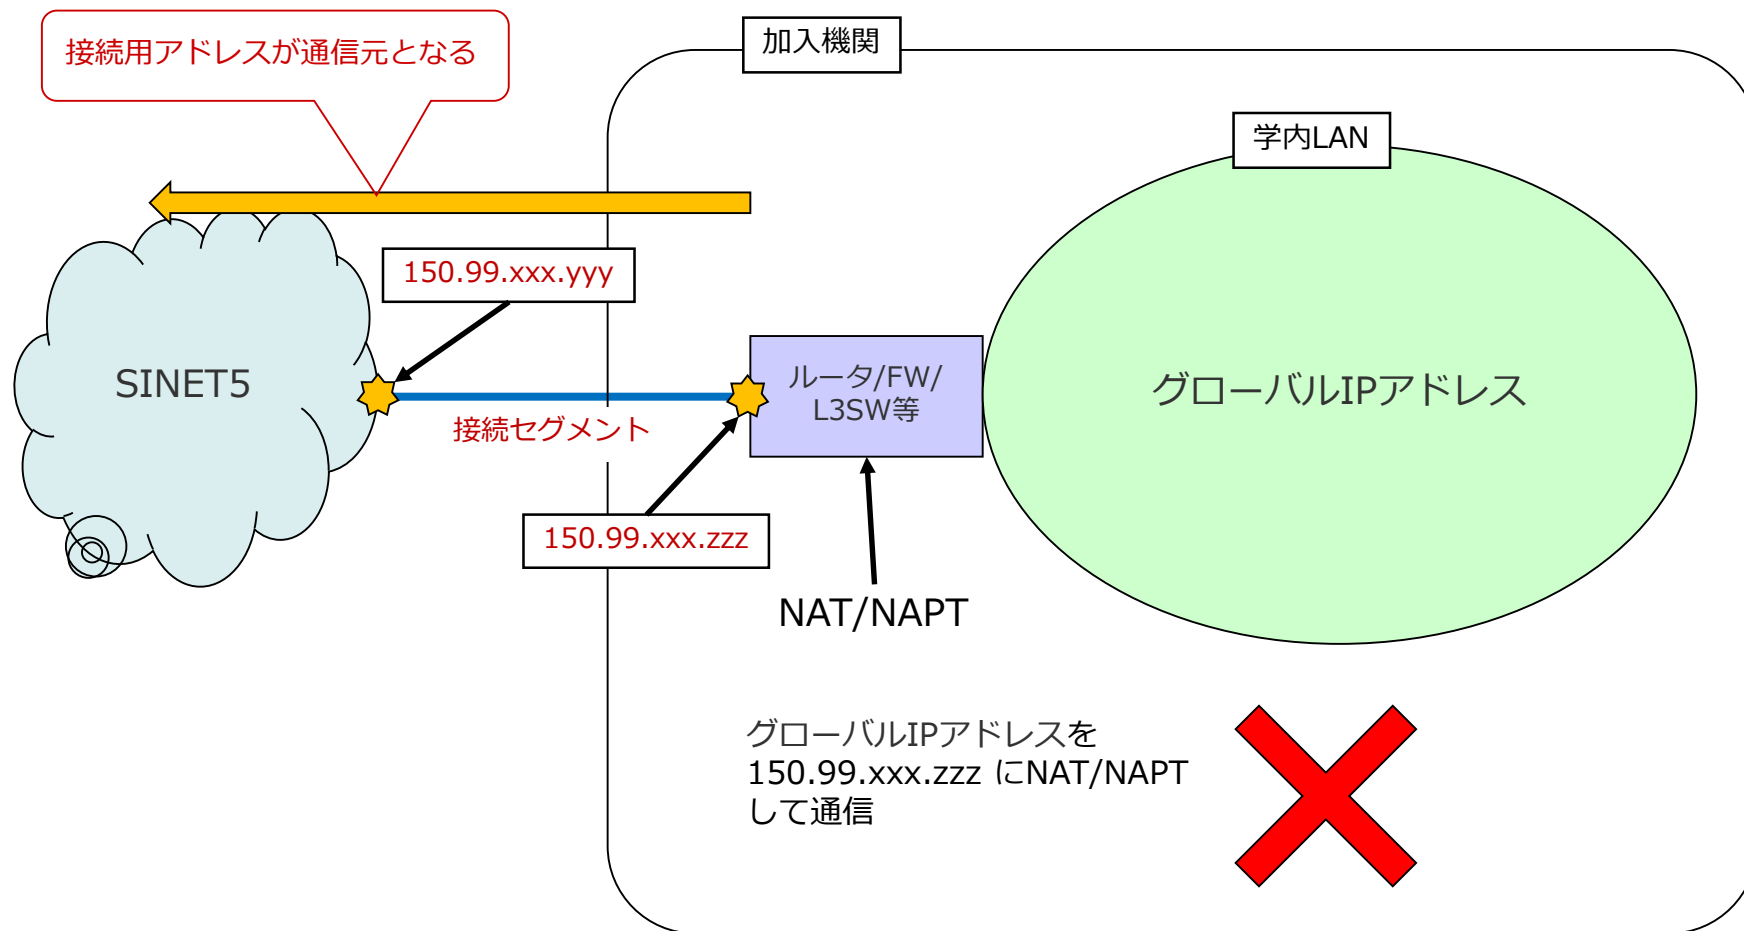 接続用アドレスが通信元となる
加入機関
学内LAN
150.99.xxx.yyy
SINET5
ルータ/FW/
L3SW等
グローバルIPアドレス
接続セグメント
150.99.xxx.zzz
NAT/NAPT
グローバルIPアドレスを
150.99.xxx.zzz にNAT/NAPT
して通信